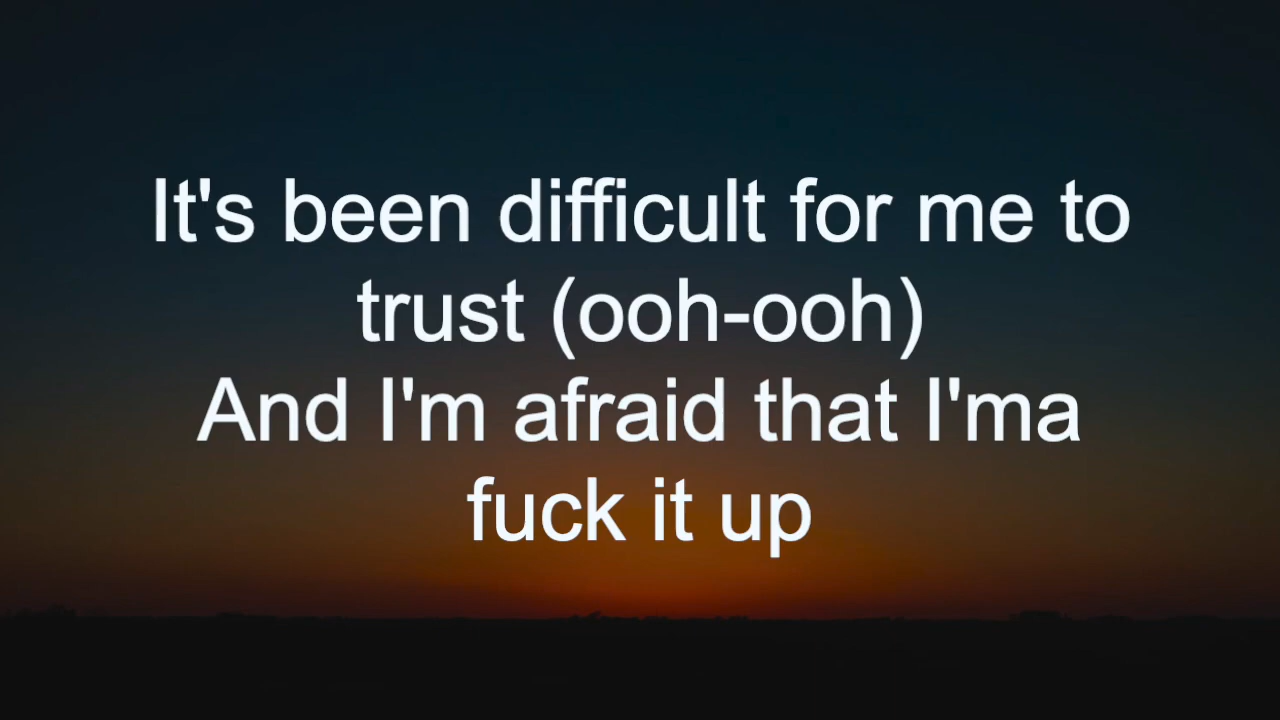 It's been difficult for me to
trust (ooh-ooh)
And I'm afraid that I'ma
fuck it up